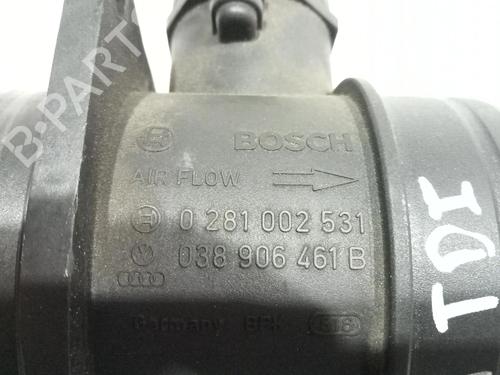 B-PARTS
BOSCH
AIR FLOW
0 281 002 531
038 906 461 B
Germany
TDI